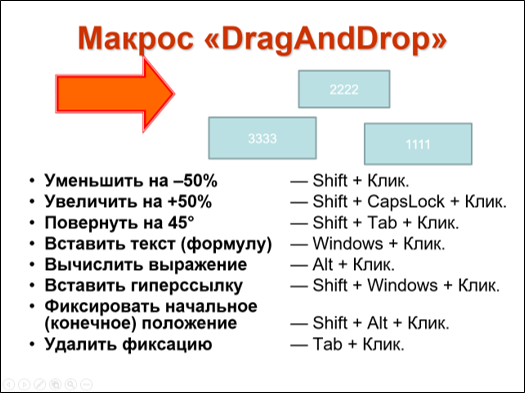 Макрос «DragAndDrop»
2222
3333
1111
• Уменьшить на –50% — Shift + Клик.
• Увеличить на +50% — Shift + CapsLock + Клик.
• Повернуть на 45° — Shift + Tab + Клик.
• Вставить текст (формулу) — Windows + Клик.
• Вычислить выражение — Alt + Клик.
• Вставить гиперссылку — Shift + Windows + Клик.
• Фиксировать начальное
(конечное) положение — Shift + Alt + Клик.
• Удалить фиксацию — Tab + Клик.